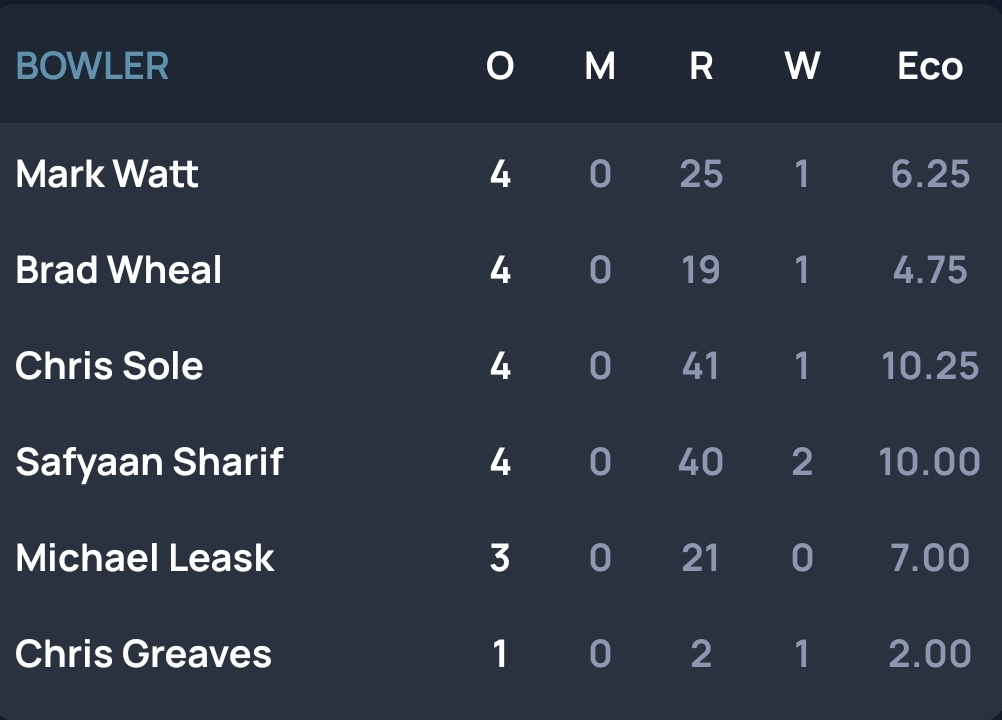 BOWLER O M R W Eco
Mark Watt 4 0 25 1 6.25
Brad Wheal 4 0 19 1 4.75
Chris Sole 4 0 41 1 10.25
Safyaan Sharif 4 0 40 2 10.00
Michael Leask 3 0 21 0 7.00
Chris Greaves 1 0 2 1 2.00